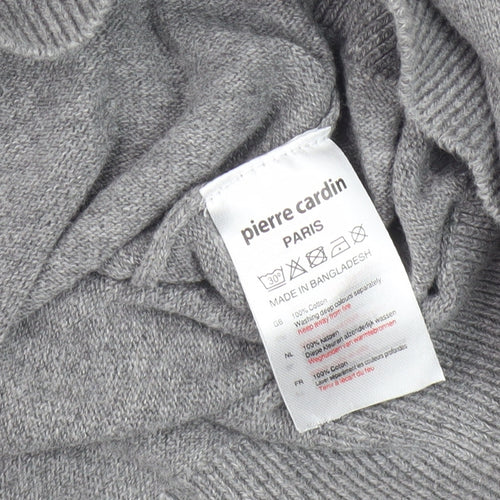 pierre cardin
PARIS
30
MADE IN BANGLADESH
GB 100% Cotton
Washing deep colours separately
Keep away from fire
NL 100% Katoen
Diepe Kleuren afzonderlijk wassen
Weghunden van warmtebronnen
FR 100% Coton
Laver séparément en couleurs profondes
Tenir à l'écart du feu